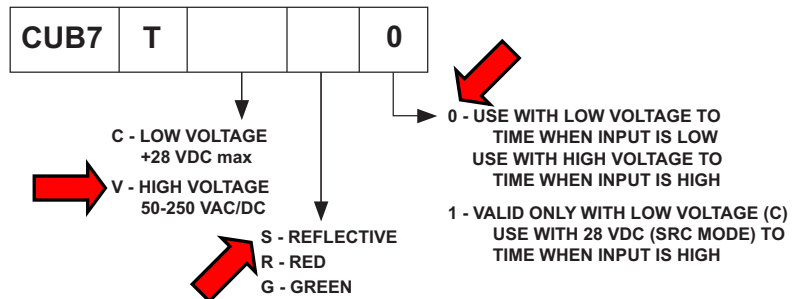 CUB7 T 0
C - LOW VOLTAGE
+28 VDC max
V - HIGH VOLTAGE
50-250 VAC/DC
S - REFLECTIVE
R - RED
G - GREEN
0 - USE WITH LOW VOLTAGE TO
TIME WHEN INPUT IS LOW
USE WITH HIGH VOLTAGE TO
TIME WHEN INPUT IS HIGH
1 - VALID ONLY WITH LOW VOLTAGE (C)
USE WITH 28 VDC (SRC MODE) TO
TIME WHEN INPUT IS HIGH